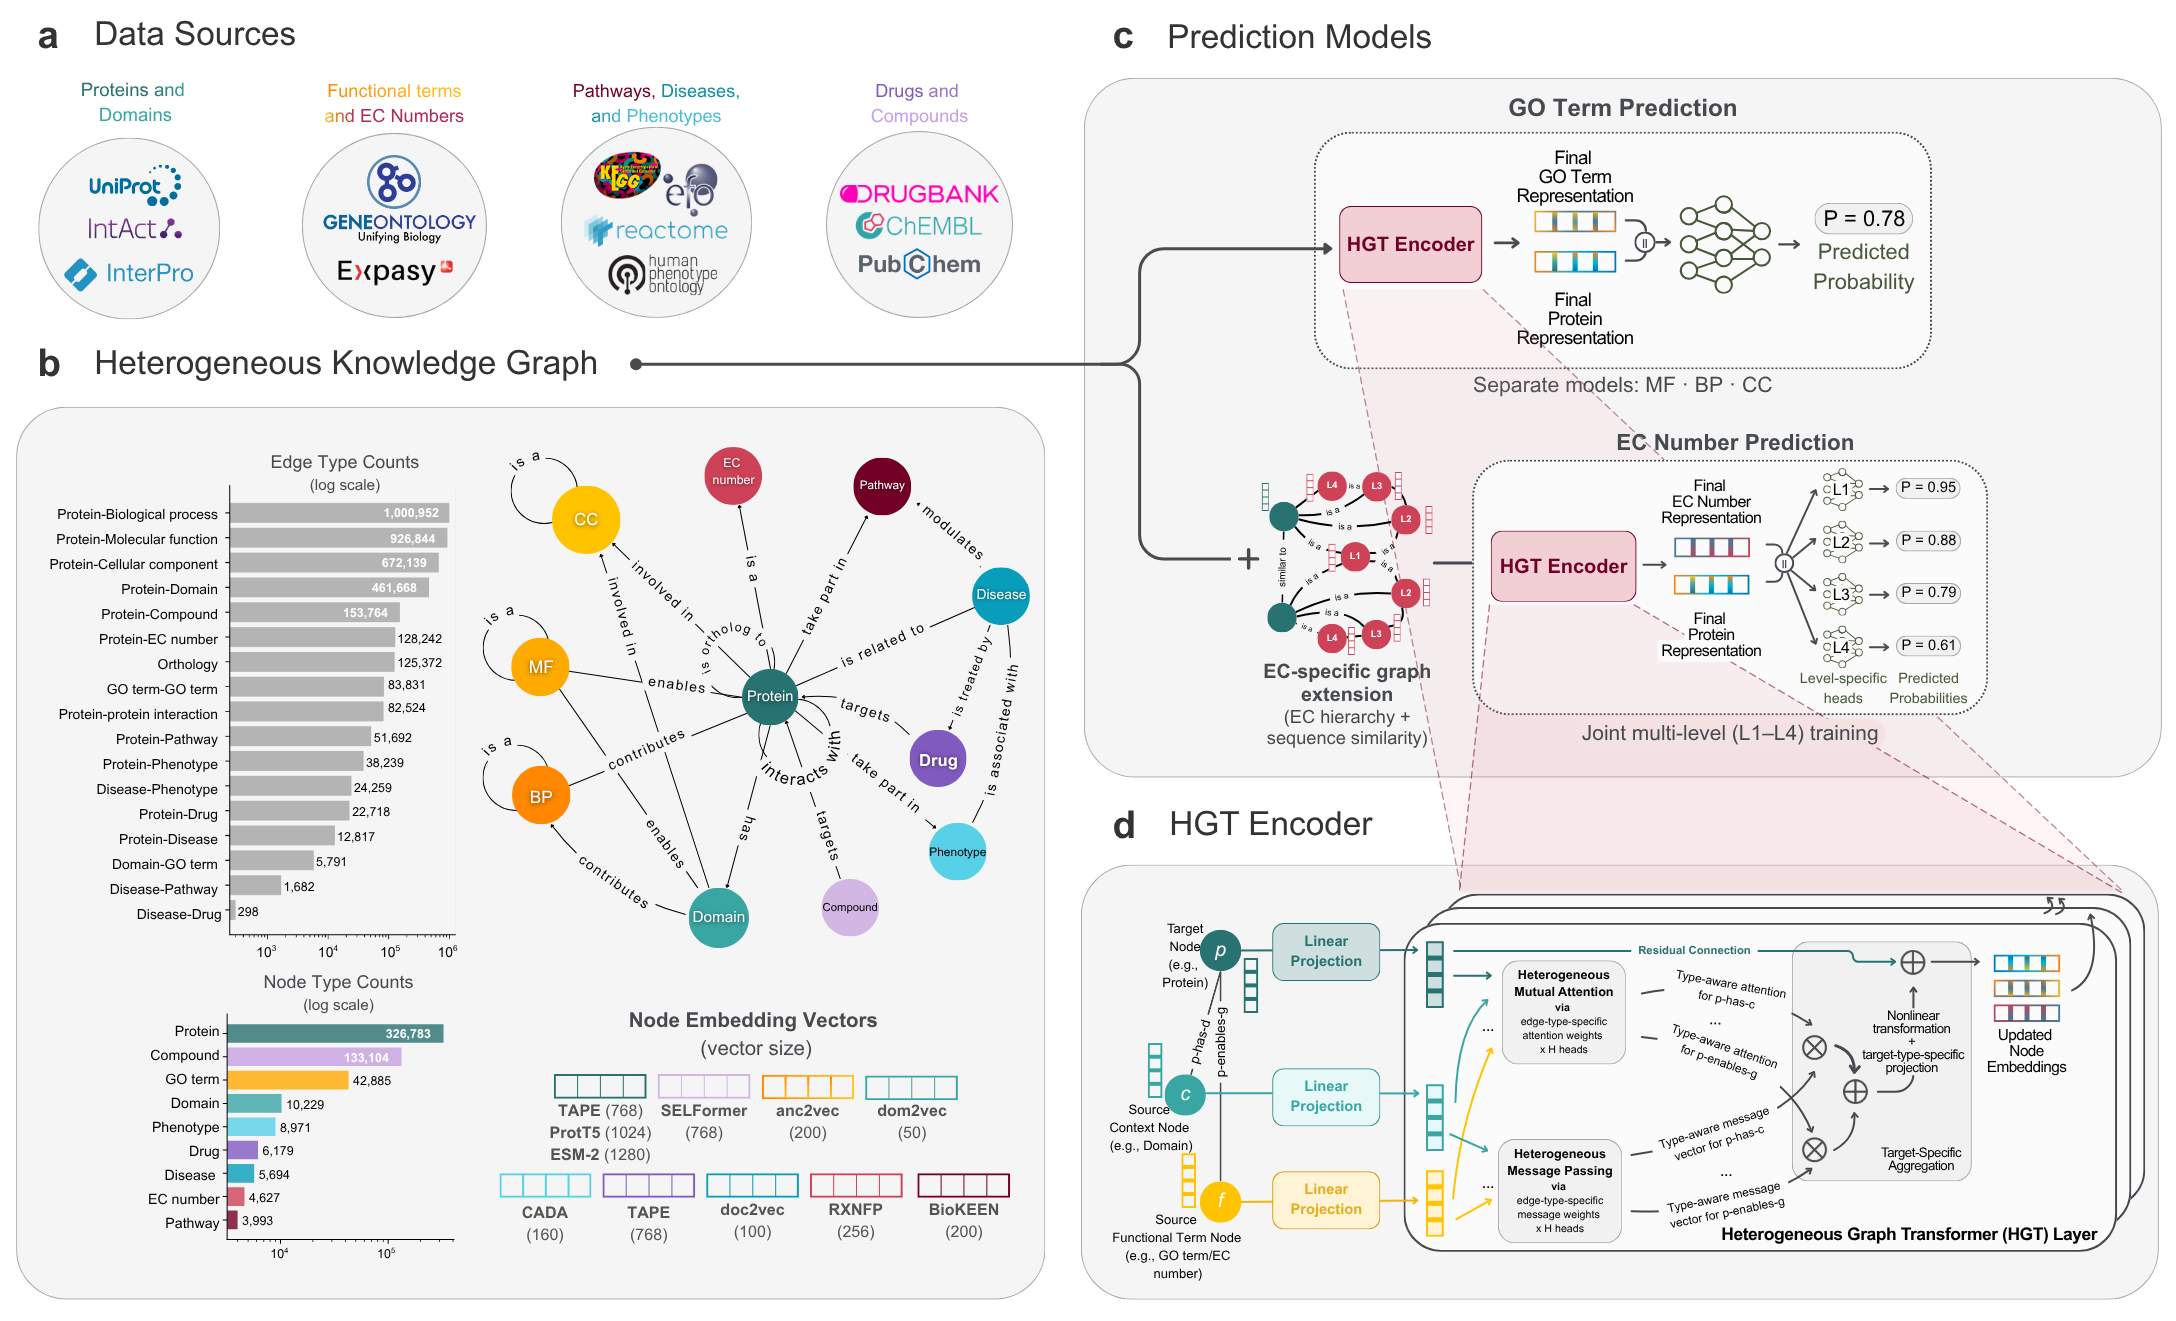 a Data Sources
Proteins and
Domains
UniProt
IntAct
InterPro
Functional terms
and EC Numbers
GENEONTOLOGY
Unifying Biology
Expasy
Pathways, Diseases,
and Phenotypes
KEGG
efo
reactome
human
phenotype
ontology
Drugs and
Compounds
DRUGBANK
ChEMBL
PubChem
b Heterogeneous Knowledge Graph
Edge Type Counts
(log scale)
Protein-Biological process 1,000,952
Protein-Molecular function 926,844
Protein-Cellular component 672,139
Protein-Domain 461,668
Protein-Compound 153,764
Protein-EC number 128,242
Orthology 125,372
GO term-GO term 83,831
Protein-protein interaction 82,524
Protein-Pathway 51,692
Protein-Phenotype 38,239
Disease-Phenotype 24,259
Protein-Drug 22,718
Protein-Disease 12,817
Domain-GO term 5,791
Disease-Pathway 1,682
Disease-Drug 298
10³ 10⁴ 10⁵ 10⁶
Node Type Counts
(log scale)
Protein 326,783
Compound 133,104
GO term 42,885
Domain 10,229
Phenotype 8,971
Drug 6,179
Disease 5,694
EC number 4,627
Pathway 3,993
10⁴ 10⁵
is a
CC
EC
number
Pathway
modulates
Disease
involved in
is a
take part in
is ortholog to
is related to
involved in
is a
MF
enables
Protein
targets
is treated by
is associated with
Drug
is a
BP
contributes
interacts with
take part in
Phenotype
has
targets
enables
contributes
Domain
Compound
Node Embedding Vectors
(vector size)
TAPE (768)
ProtT5 (1024)
ESM-2 (1280)
SELFormer
(768)
anc2vec
(200)
dom2vec
(50)
CADA
(160)
TAPE
(768)
doc2vec
(100)
RXNFP
(256)
BioKEEN
(200)
c Prediction Models
GO Term Prediction
HGT Encoder
Final
GO Term
Representation
Final
Protein
Representation
||
P = 0.78
Predicted
Probability
Separate models: MF · BP · CC
+
L4 is a L3
is a
is a
L2
is a
L1
is a
similar to
is a
is a
L2
is a
is a
L4
L3
EC-specific graph
extension
(EC hierarchy +
sequence similarity)
EC Number Prediction
HGT Encoder
Final
EC Number
Representation
Final
Protein
Representation
||
L1 P = 0.95
L2 P = 0.88
L3 P = 0.79
L4 P = 0.61
Level-specific
heads
Predicted
Probabilities
Joint multi-level (L1–L4) training
d HGT Encoder
Target
Node
(e.g.,
Protein)
p
p-has-d
p-enables-g
c
Source
Context Node
(e.g., Domain)
f
Source
Functional Term Node
(e.g., GO term/EC
number)
Linear
Projection
Linear
Projection
Linear
Projection
Residual Connection
...
Heterogeneous
Mutual Attention
via
edge-type-specific
attention weights
x H heads
...
Heterogeneous
Message Passing
via
edge-type-specific
message weights
x H heads
Type-aware attention
for p-has-c
...
Type-aware attention
for p-enables-g
Type-aware message
vector for p-has-c
...
Type-aware message
vector for p-enables-g
Nonlinear
transformation
+
target-type-specific
projection
Target-Specific
Aggregation
Updated
Node
Embeddings
Heterogeneous Graph Transformer (HGT) Layer